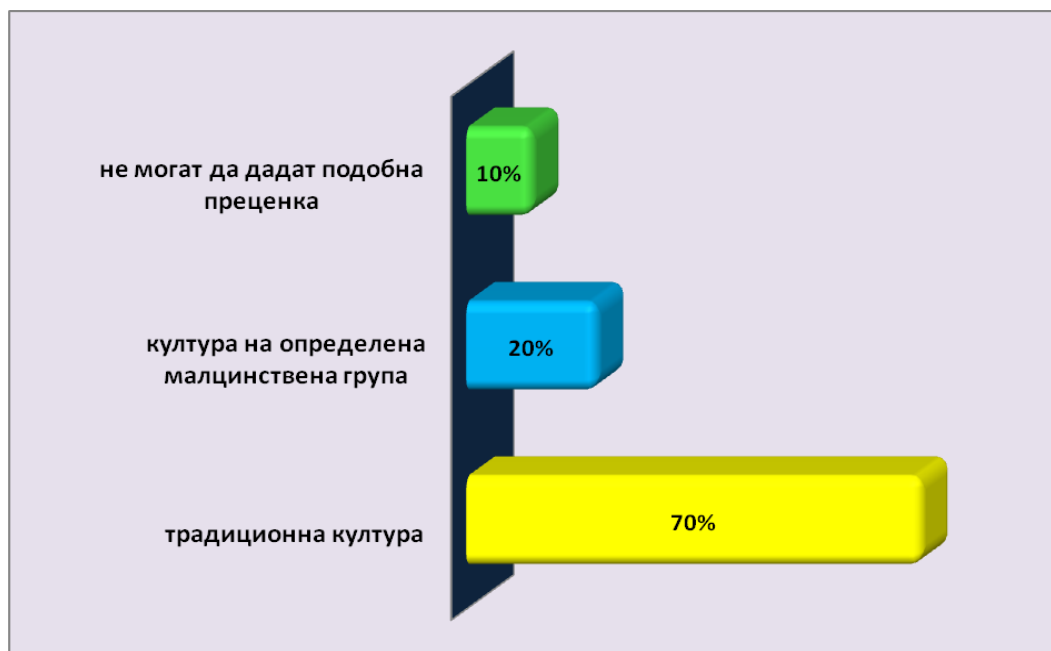 не могат да дадат подобна
преценка
10%
култура на определена
малцинствена група
20%
традиционна култура
70%